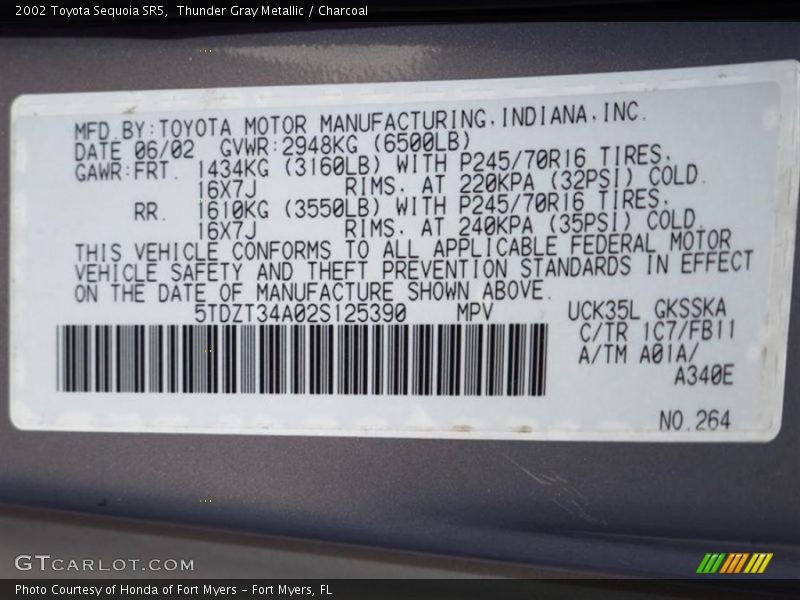 2002 Toyota Sequoia SR5,  Thunder Gray Metallic / Charcoal
MFD.BY:TOYOTA MOTOR MANUFACTURING,INDIANA,INC.
DATE 06/02  GVWR:2948KG (6500LB)
GAWR:FRT.  1434KG (3160LB) WITH P245/70R16 TIRES,
16X7J  RIMS, AT 220KPA (32PSI) COLD.
RR.  1610KG (3550LB) WITH P245/70R16 TIRES,
16X7J  RIMS, AT 240KPA (35PSI) COLD.
THIS VEHICLE CONFORMS TO ALL APPLICABLE FEDERAL MOTOR
VEHICLE SAFETY AND THEFT PREVENTION STANDARDS IN EFFECT
ON THE DATE OF MANUFACTURE SHOWN ABOVE.
5TDZT34A02S125390  MPV
UCK35L GKSSKA
C/TR 1C7/FB11
A/TM A01A/
A340E
NO.264
GTCARLOT.COM
Photo Courtesy of Honda of Fort Myers – Fort Myers, FL